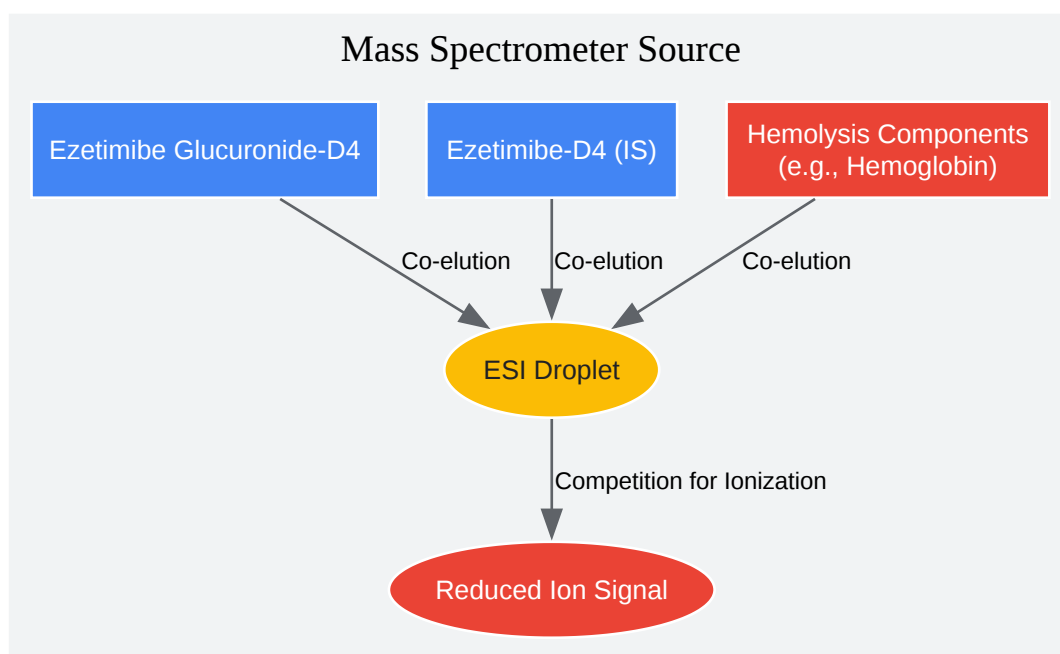 Mass Spectrometer Source
Ezetimibe Glucuronide-D4
Ezetimibe-D4 (IS)
Hemolysis Components
(e.g., Hemoglobin)
Co-elution
Co-elution
Co-elution
ESI Droplet
Competition for Ionization
Reduced Ion Signal